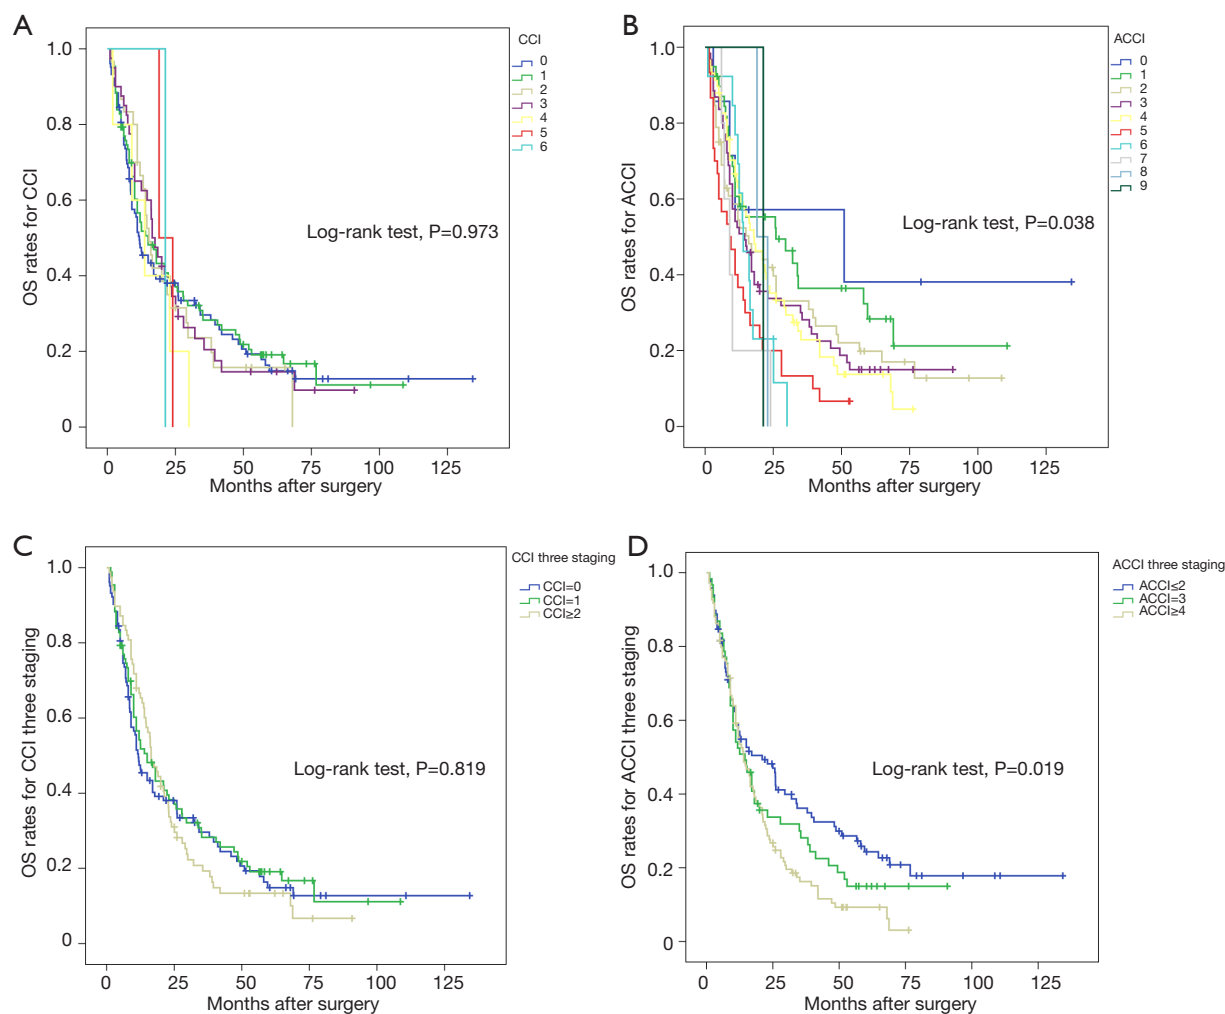 A
CCI
0
1
2
3
4
5
6
1.0
0.8
0.6
0.4
0.2
0
OS rates for CCI
Log-rank test, P=0.973
0 25 50 75 100 125
Months after surgery
B
ACCI
0
1
2
3
4
5
6
7
8
9
1.0
0.8
0.6
0.4
0.2
0
OS rates for ACCI
Log-rank test, P=0.038
0 25 50 75 100 125
Months after surgery
C
CCI three staging
CCI=0
CCI=1
CCI≥2
1.0
0.8
0.6
0.4
0.2
0
OS rates for CCI three staging
Log-rank test, P=0.819
0 25 50 75 100 125
Months after surgery
D
ACCI three staging
ACCI≤2
ACCI=3
ACCI≥4
1.0
0.8
0.6
0.4
0.2
0
OS rates for ACCI three staging
Log-rank test, P=0.019
0 25 50 75 100 125
Months after surgery